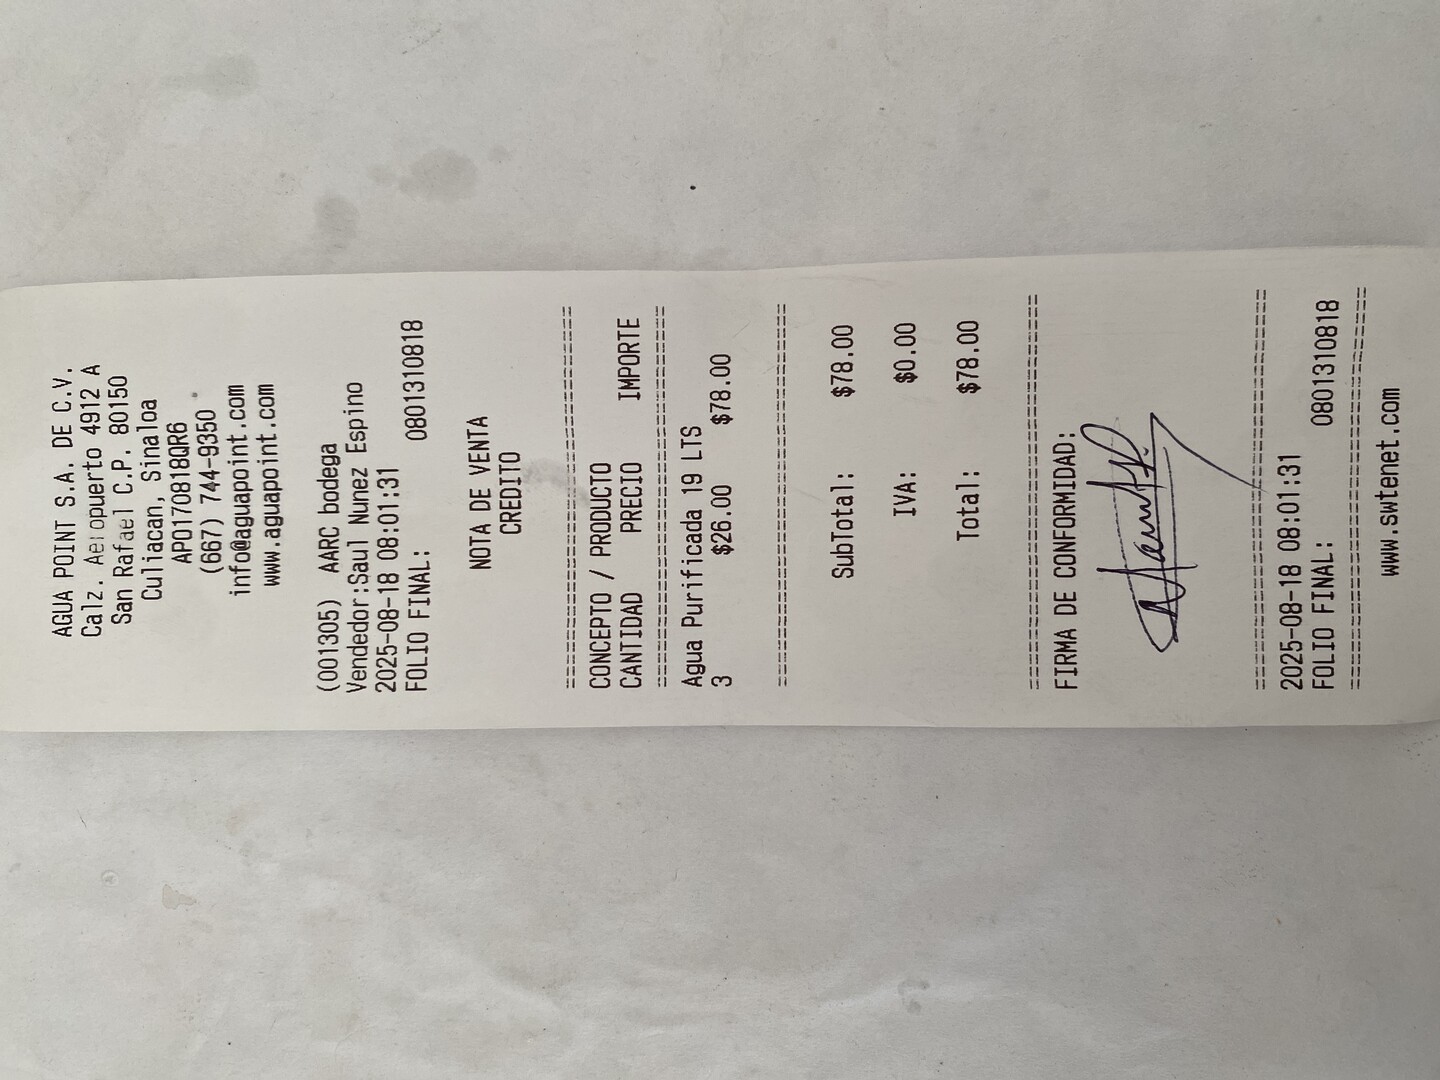 AGUA POINT S.A. DE C.V.
Calz. Aeropuerto 4912 A
San Rafael C.P. 80150
Culiacan, Sinaloa
APO170818QR6
(667) 744-9350
info@aguapoint.com
www.aguapoint.com
(001305) AARC bodega
Vendedor:Saul Nunez Espino
2025-08-18 08:01:31
FOLIO FINAL: 0801310818
NOTA DE VENTA
CREDITO
==============================
CONCEPTO / PRODUCTO
CANTIDAD PRECIO IMPORTE
==============================
Agua Purificada 19 LTS
3 $26.00 $78.00
==============================
SubTotal: $78.00
IVA: $0.00
Total: $78.00
==============================
FIRMA DE CONFORMIDAD:
==============================
2025-08-18 08:01:31
FOLIO FINAL: 0801310818
==============================
www.swtenet.com